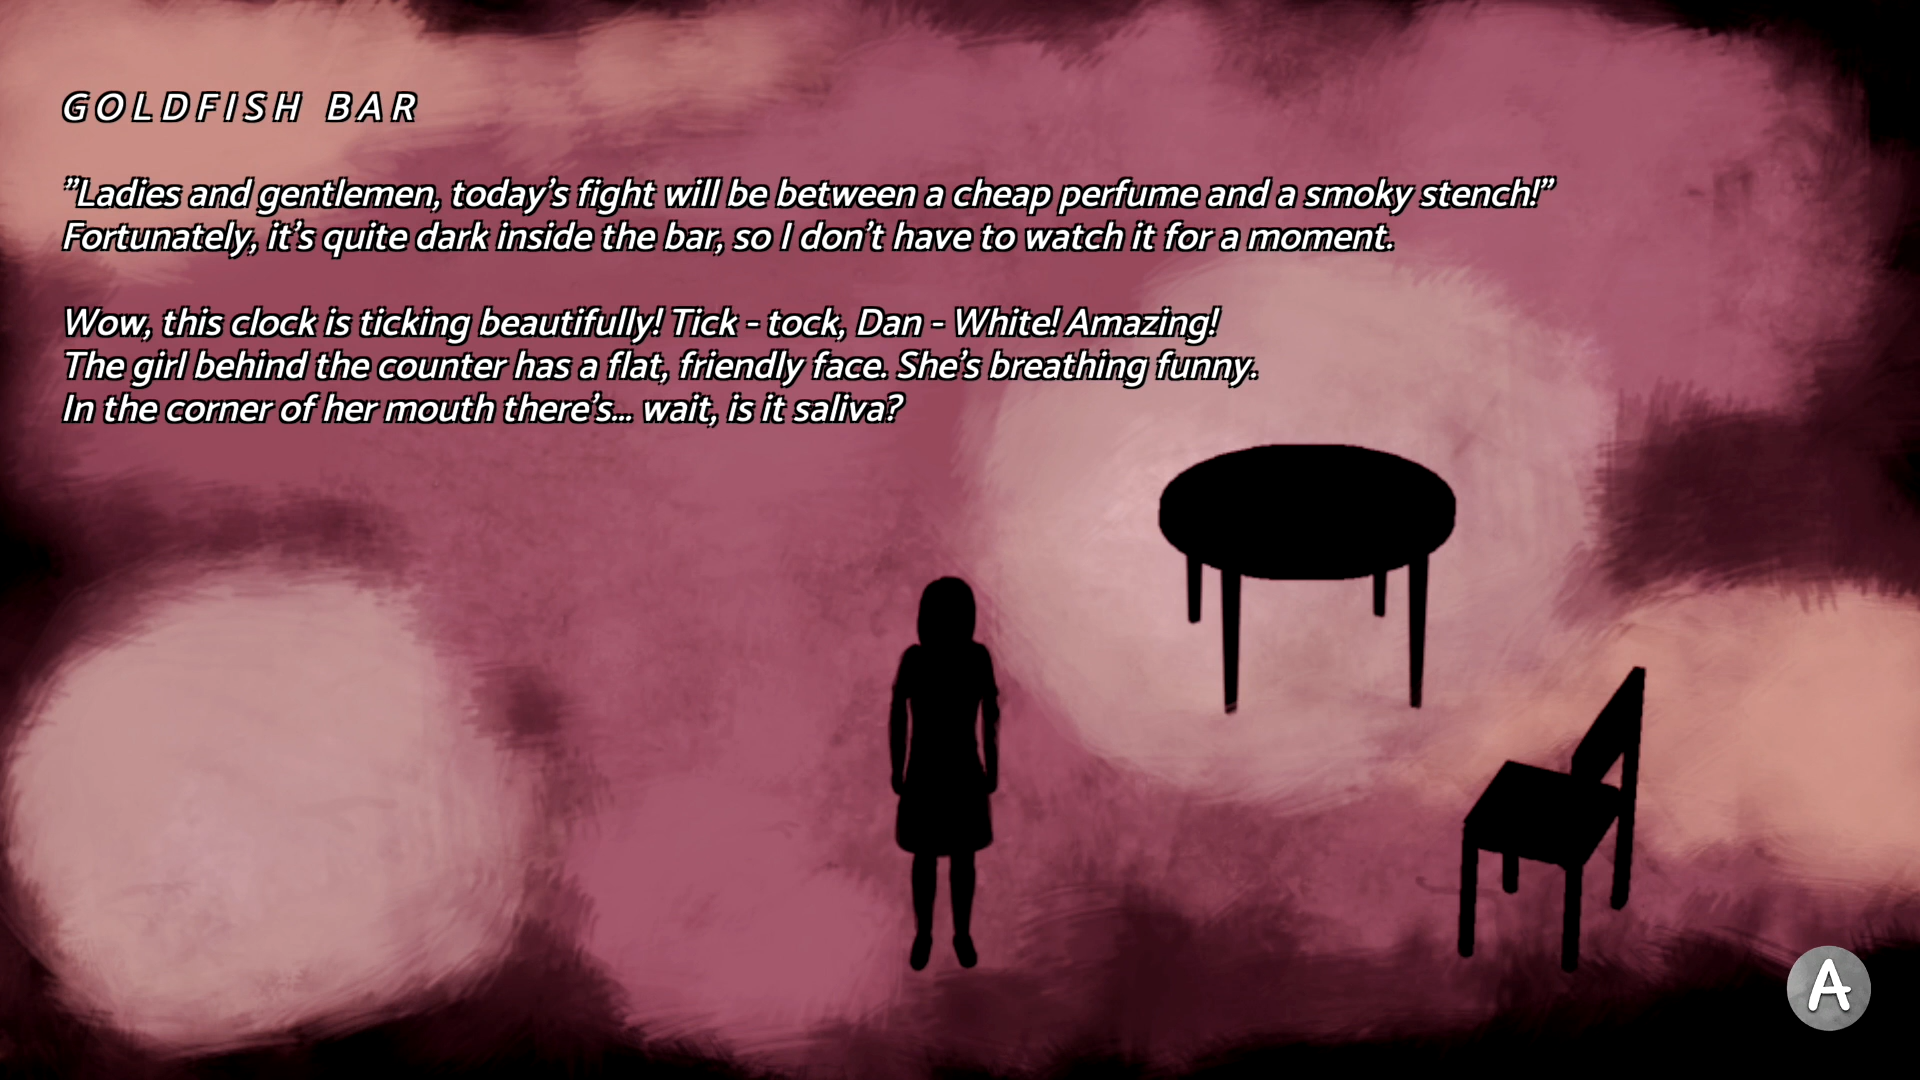 GOLDFISH BAR
"Ladies and gentlemen, today's fight will be between a cheap perfume and a smoky stench!"
Fortunately, it's quite dark inside the bar, so I don't have to watch it for a moment.
Wow, this clock is ticking beautifully! Tick - tock, Dan - White! Amazing!
The girl behind the counter has a flat, friendly face. She's breathing funny.
In the corner of her mouth there's... wait, is it saliva?
A